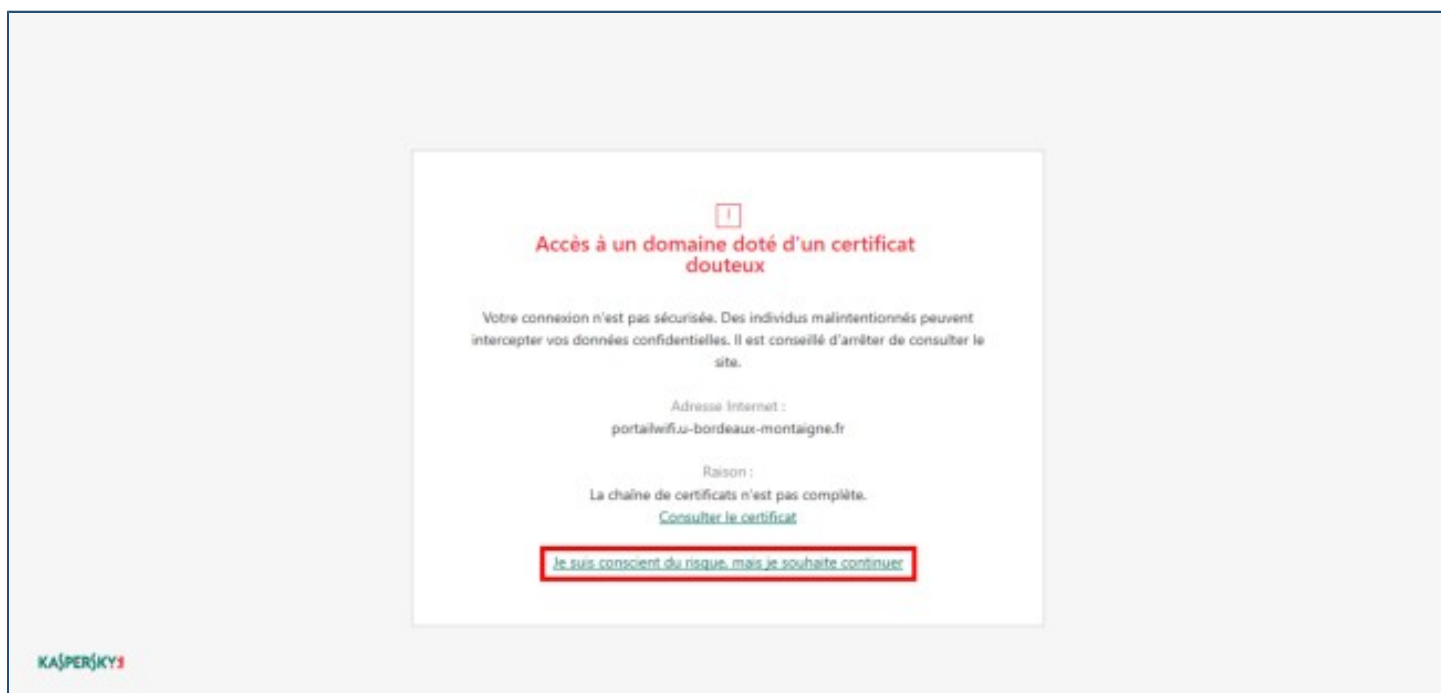 !
Accès à un domaine doté d'un certificat
douteux
Votre connexion n'est pas sécurisée. Des individus malintentionnés peuvent
intercepter vos données confidentielles. Il est conseillé d'arrêter de consulter le
site.
Adresse Internet :
portailwifi.u-bordeaux-montaigne.fr
Raison :
La chaîne de certificats n'est pas complète.
Consulter le certificat
Je suis conscient du risque, mais je souhaite continuer
KASPERSKY